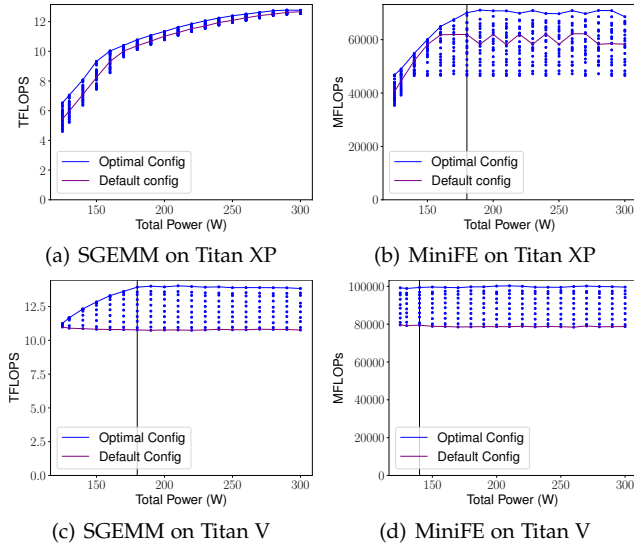 12
10
8
6
4
2
0
TFLOPS
Optimal Config
Default config
150
200
250
300
Total Power (W)
(a) SGEMM on Titan XP
60000
40000
20000
0
MFLOPs
Optimal Config
Default config
150
200
250
300
Total Power (W)
(b) MiniFE on Titan XP
12.5
10.0
7.5
5.0
2.5
0.0
TFLOPS
Optimal Config
Default Config
150
200
250
300
Total Power (W)
(c) SGEMM on Titan V
100000
80000
60000
40000
20000
0
MFLOPs
Optimal Config
Default Config
150
200
250
300
Total Power (W)
(d) MiniFE on Titan V